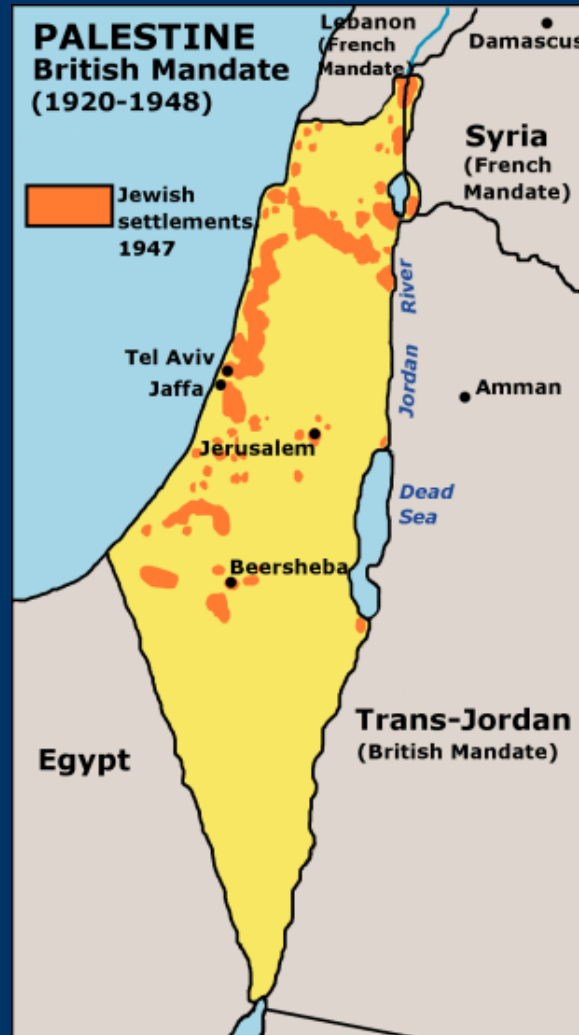 PALESTINE
British Mandate
(1920-1948)
Lebanon
(French
Mandate)
Damascus
Syria
(French
Mandate)
Jewish
settlements
1947
River
Jordan
Tel Aviv
Jaffa
Amman
Jerusalem
Dead
Sea
Beersheba
Trans-Jordan
(British Mandate)
Egypt